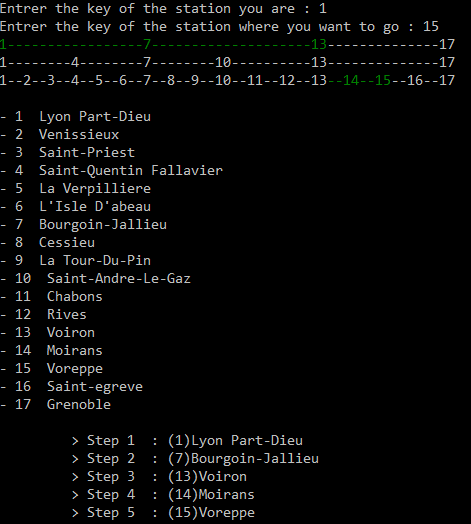 Entrer the key of the station you are : 1
Entrer the key of the station where you want to go : 15
1-----------------7--------------------13--------------17
1--------4--------7--------10----------13--------------17
1--2--3--4--5--6--7--8--9--10--11--12--13--14--15--16--17
- 1  Lyon Part-Dieu
- 2  Venissieux
- 3  Saint-Priest
- 4  Saint-Quentin Fallavier
- 5  La Verpilliere
- 6  L'Isle D'abeau
- 7  Bourgoin-Jallieu
- 8  Cessieu
- 9  La Tour-Du-Pin
- 10  Saint-Andre-Le-Gaz
- 11  Chabons
- 12  Rives
- 13  Voiron
- 14  Moirans
- 15  Voreppe
- 16  Saint-egreve
- 17  Grenoble
> Step 1  : (1)Lyon Part-Dieu
> Step 2  : (7)Bourgoin-Jallieu
> Step 3  : (13)Voiron
> Step 4  : (14)Moirans
> Step 5  : (15)Voreppe